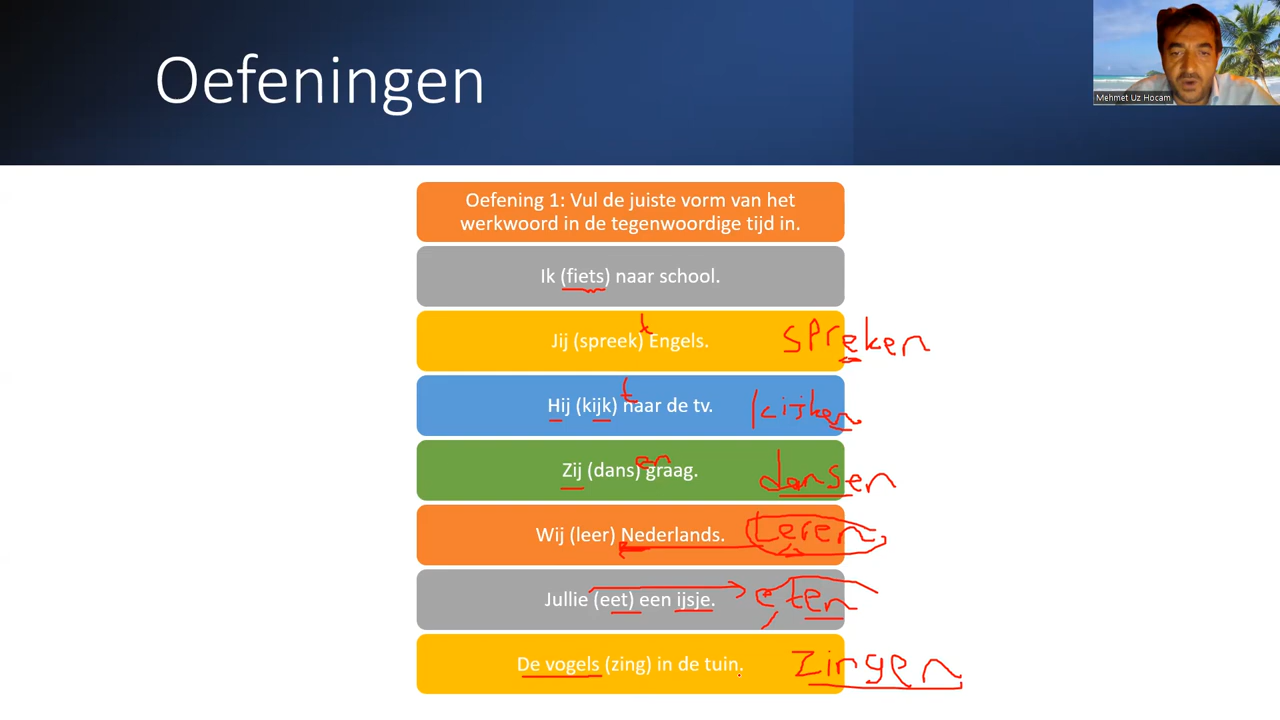 Oefeningen
Mehmet Uz Hocam
Oefening 1: Vul de juiste vorm van het
werkwoord in de tegenwoordige tijd in.
Ik (fiets) naar school.
Jij (spreek) Engels.
t
spreken
Hij (kijk) naar de tv.
t
kijken
Zij (dans) graag.
en
dansen
Wij (leer) Nederlands.
Leren
Jullie (eet) een ijsje.
eten
De vogels (zing) in de tuin.
Zingen